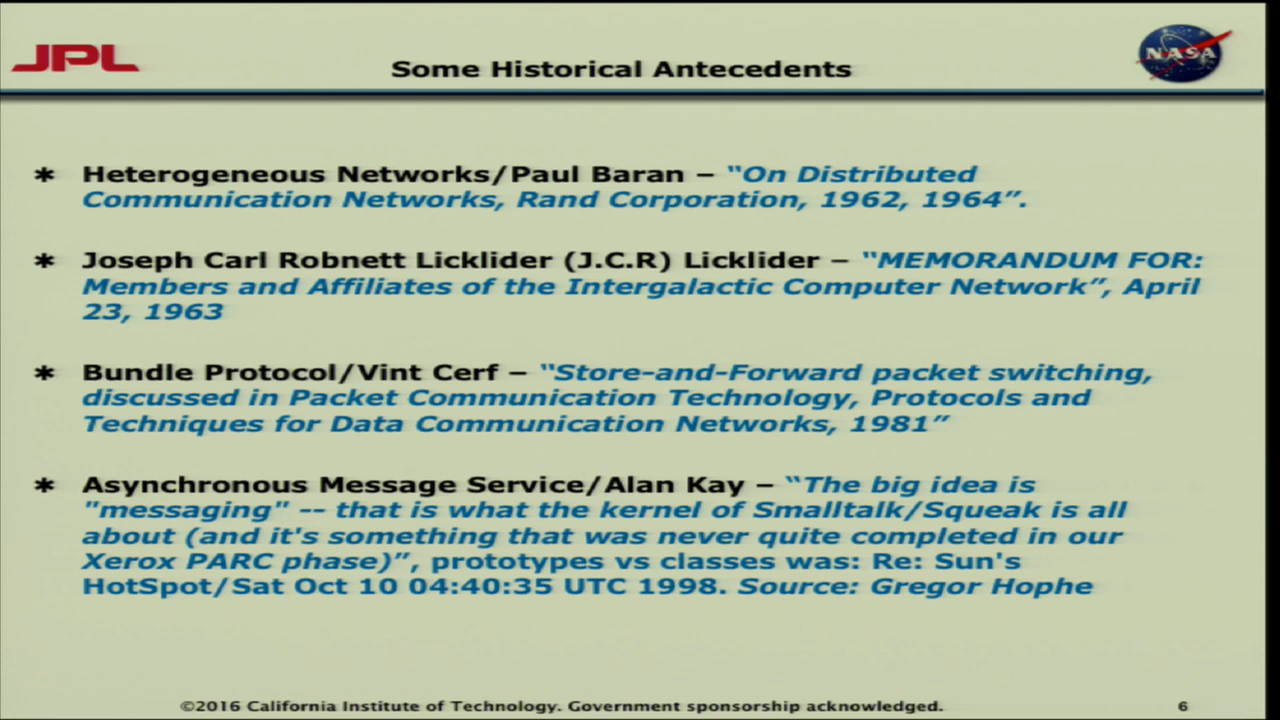 JPL
NASA
Some Historical Antecedents
* Heterogeneous Networks/Paul Baran – “On Distributed
Communication Networks, Rand Corporation, 1962, 1964”.
* Joseph Carl Robnett Licklider (J.C.R) Licklider – “MEMORANDUM FOR:
Members and Affiliates of the Intergalactic Computer Network”, April
23, 1963
* Bundle Protocol/Vint Cerf – “Store-and-Forward packet switching,
discussed in Packet Communication Technology, Protocols and
Techniques for Data Communication Networks, 1981”
* Asynchronous Message Service/Alan Kay – “The big idea is
"messaging" -- that is what the kernel of Smalltalk/Squeak is all
about (and it's something that was never quite completed in our
Xerox PARC phase)”, prototypes vs classes was: Re: Sun's
HotSpot/Sat Oct 10 04:40:35 UTC 1998. Source: Gregor Hophe
©2016 California Institute of Technology. Government sponsorship acknowledged.
6